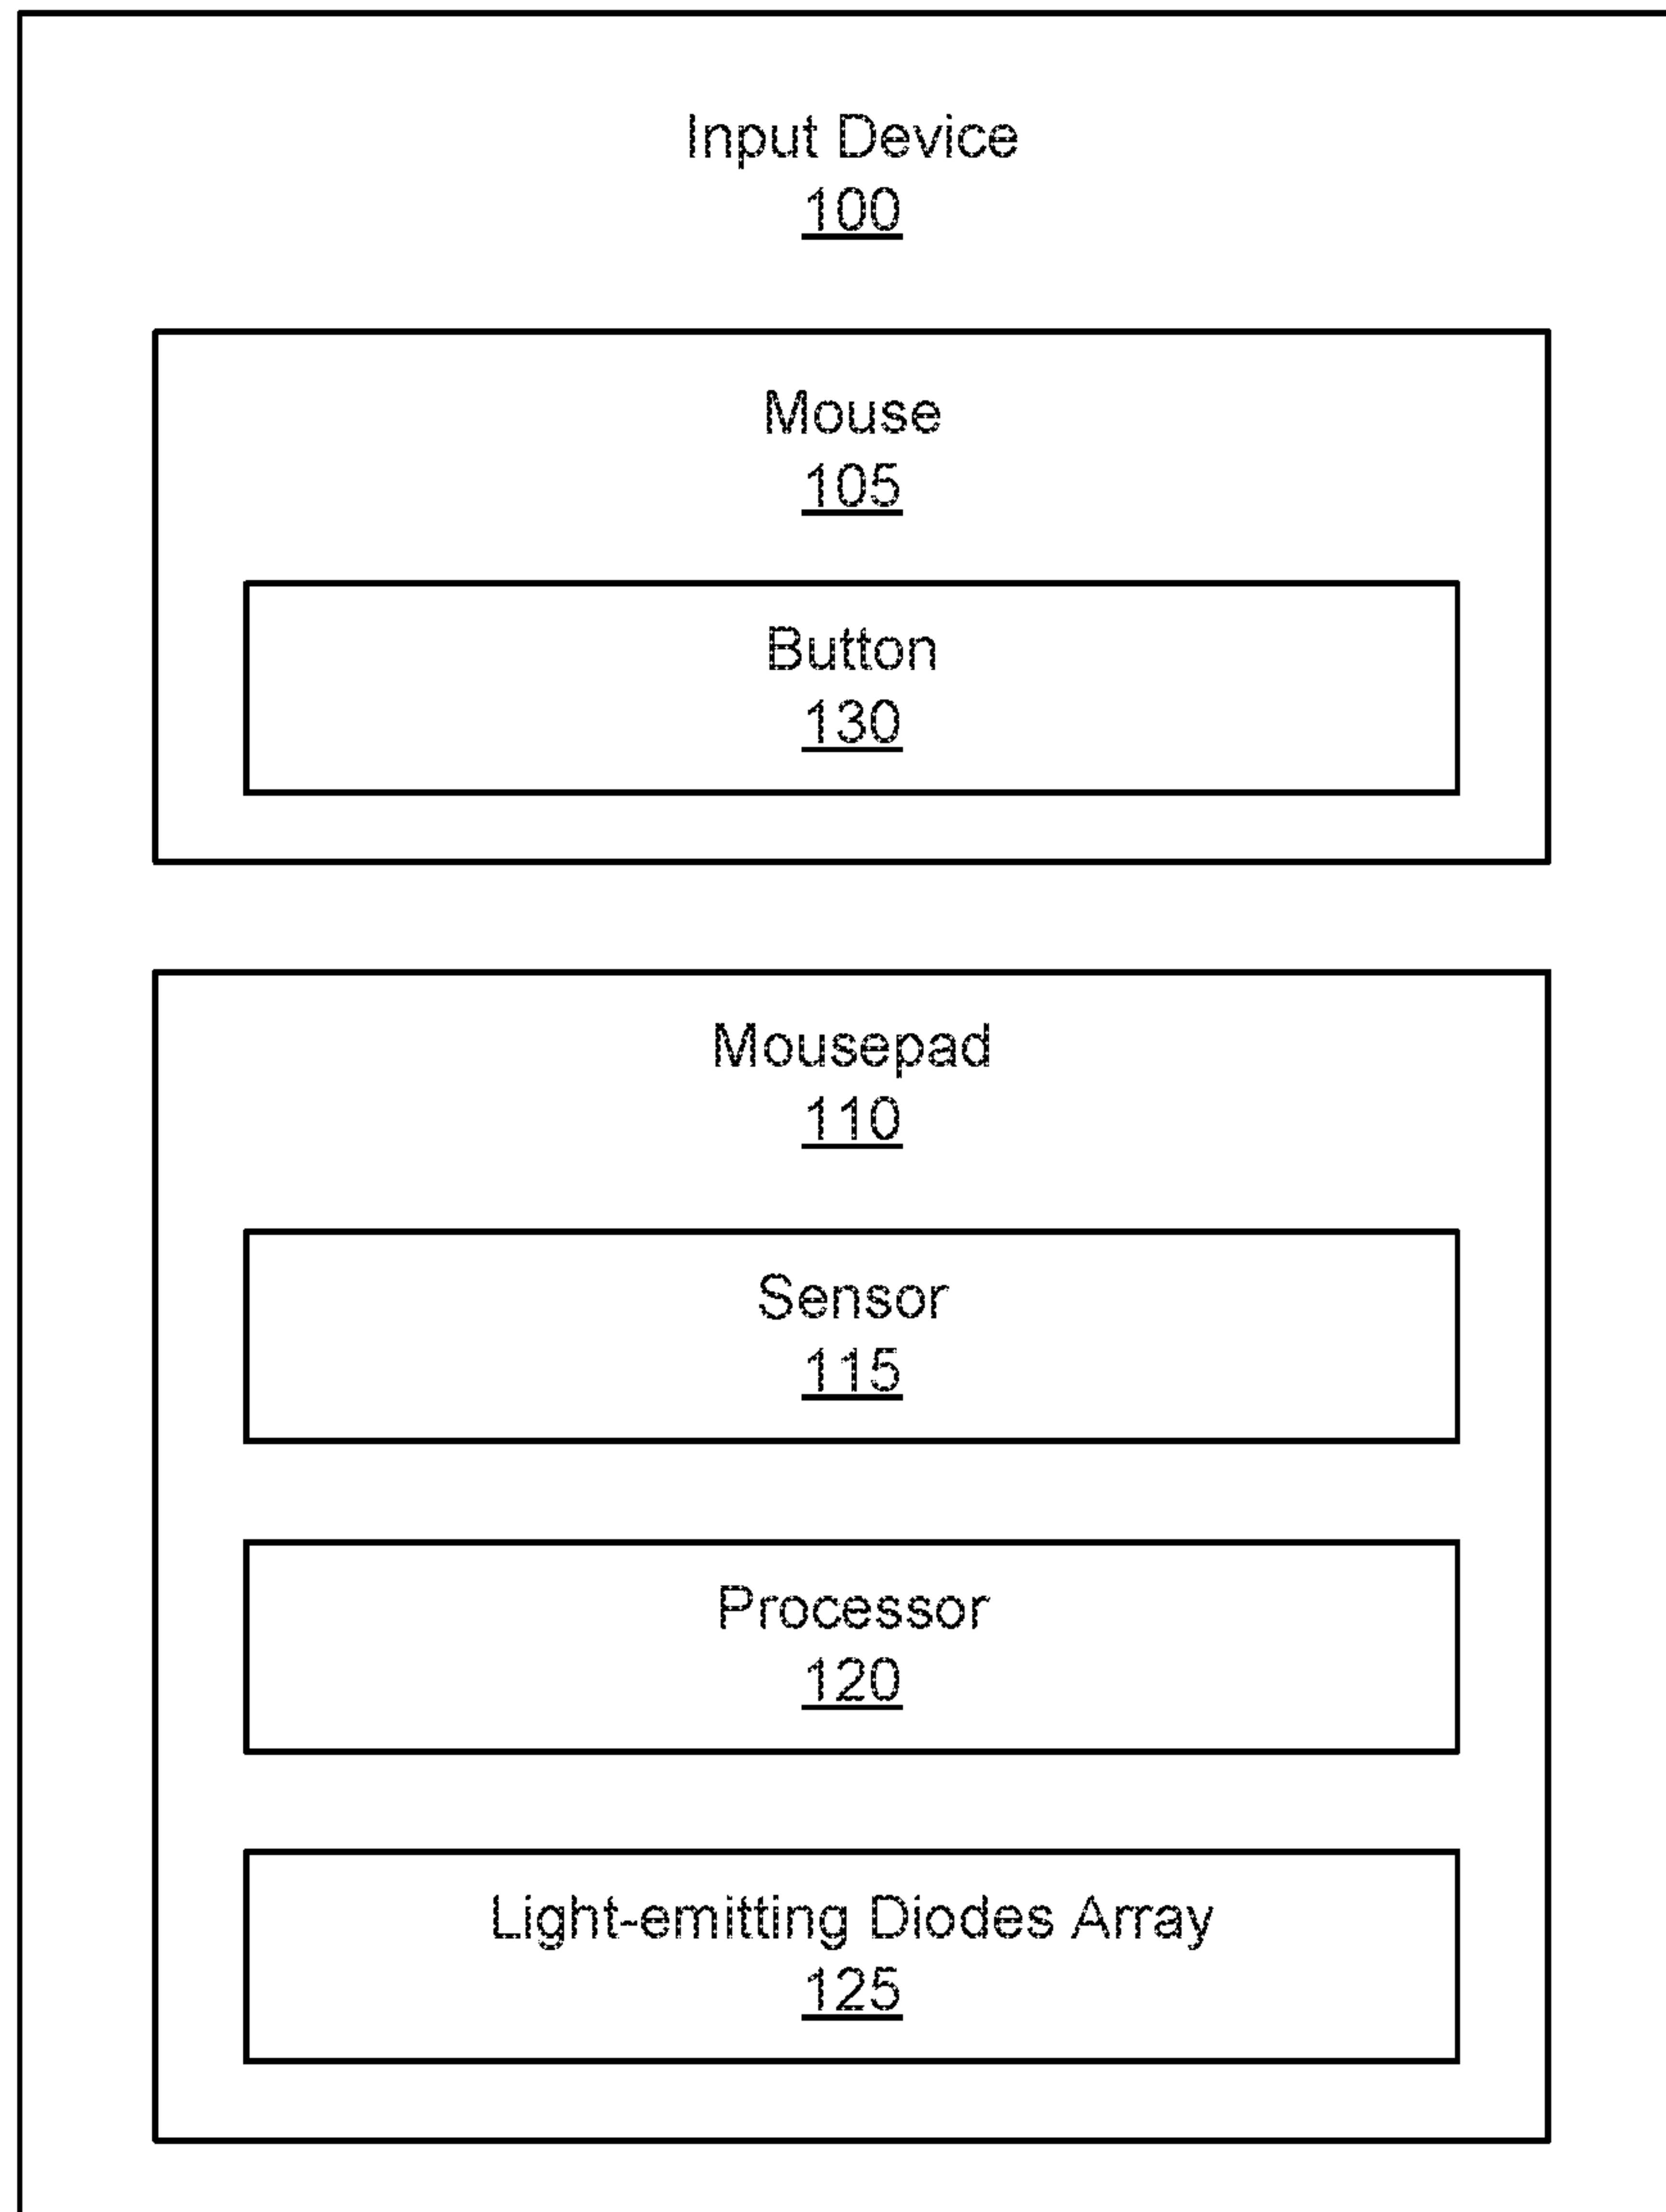 Input Device
100
Mouse
105
Button
130
Mousepad
110
Sensor
115
Processor
120
Light-emitting Diodes Array
125